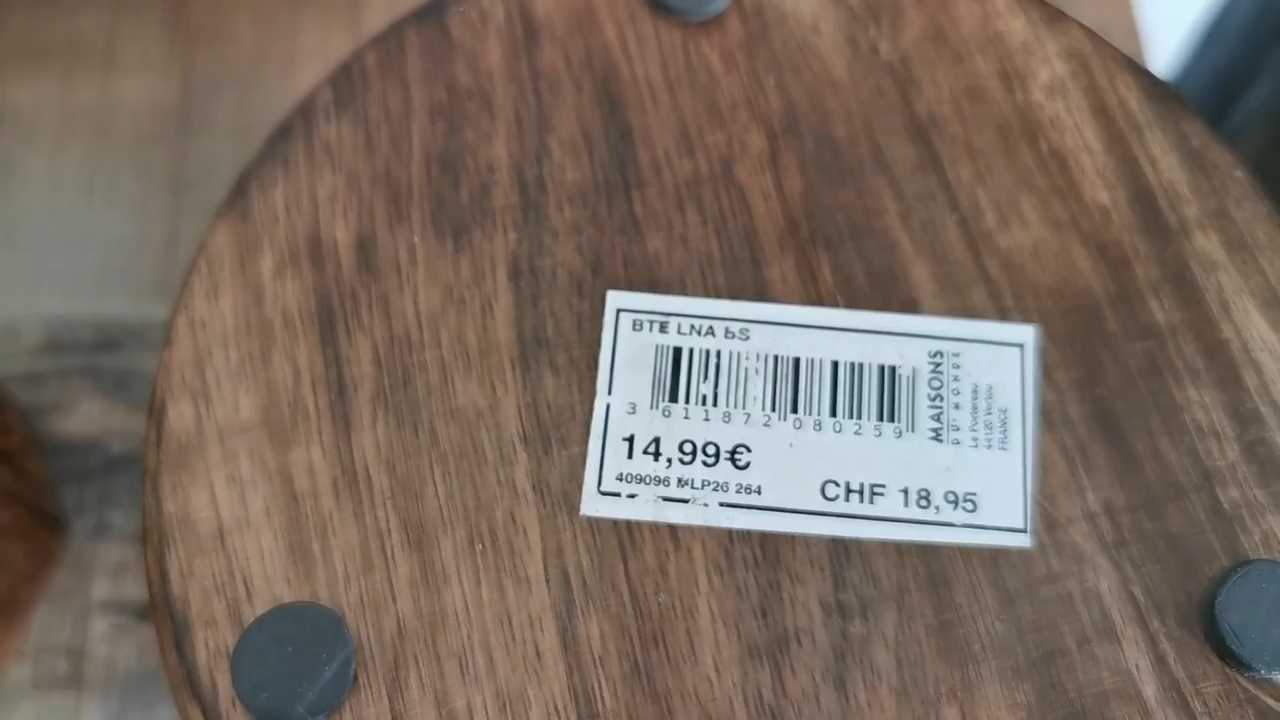 BTE LNA bS
3 611872 080259
14,99€
409096 MLP26 264
CHF 18,95
MAISONS
DU MONDE
Le Portereau
44120 Vertou
FRANCE